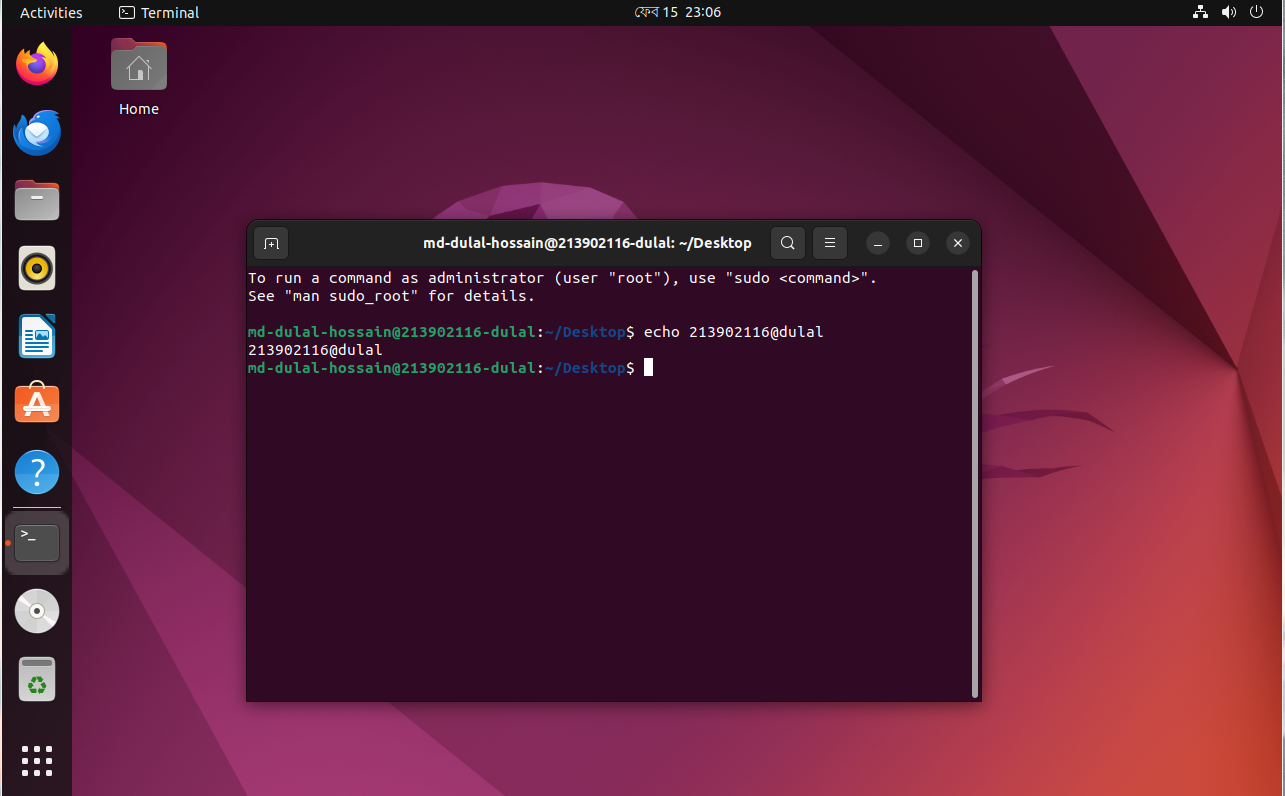 Activities
Terminal
ফেব 15 23:06
Home
md-dulal-hossain@213902116-dulal: ~/Desktop
To run a command as administrator (user "root"), use "sudo <command>".
See "man sudo_root" for details.
md-dulal-hossain@213902116-dulal:~/Desktop$ echo 213902116@dulal
213902116@dulal
md-dulal-hossain@213902116-dulal:~/Desktop$